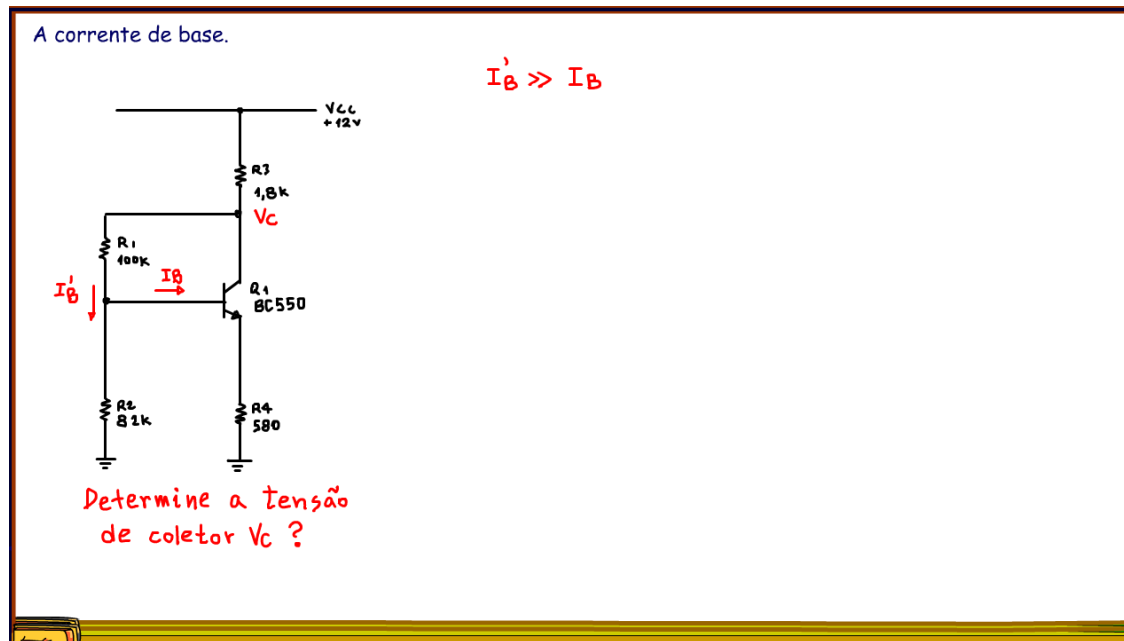 A corrente de base.
I'B >> IB
VCC
+12V
R3
1,8K
VC
R1
100K
IB
I'B
Q1
BC550
R2
82K
R4
580
Determine a tensão
de coletor VC ?